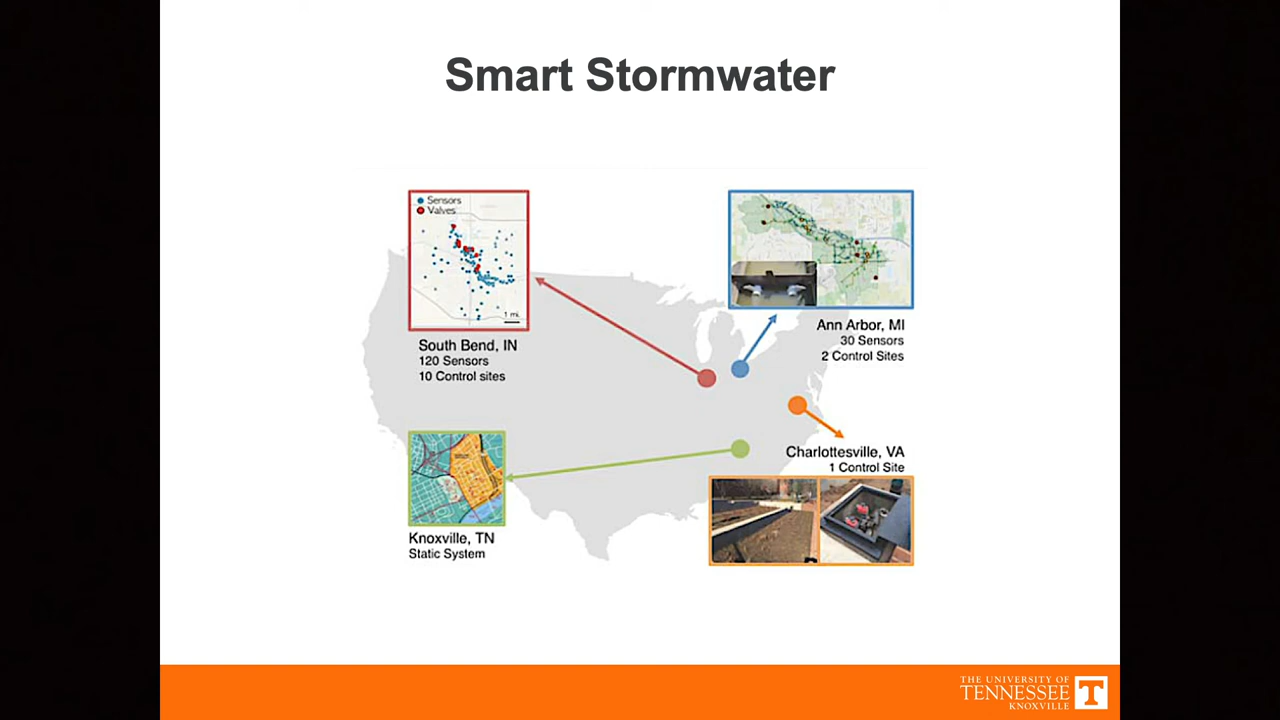 Smart Stormwater
Sensors
Valves
1 mi.
South Bend, IN
120 Sensors
10 Control sites
Ann Arbor, MI
30 Sensors
2 Control Sites
Charlottesville, VA
1 Control Site
Knoxville, TN
Static System
THE UNIVERSITY OF
TENNESSEE
KNOXVILLE
T